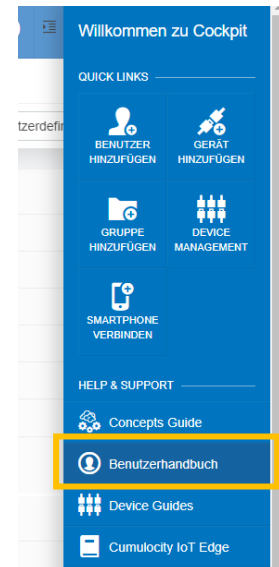 Willkommen zu Cockpit
QUICK LINKS
tzerdefin
BENUTZER
HINZUFÜGEN
GERÄT
HINZUFÜGEN
GRUPPE
HINZUFÜGEN
DEVICE
MANAGEMENT
SMARTPHONE
VERBINDEN
HELP & SUPPORT
Concepts Guide
Benutzerhandbuch
Device Guides
Cumulocity IoT Edge